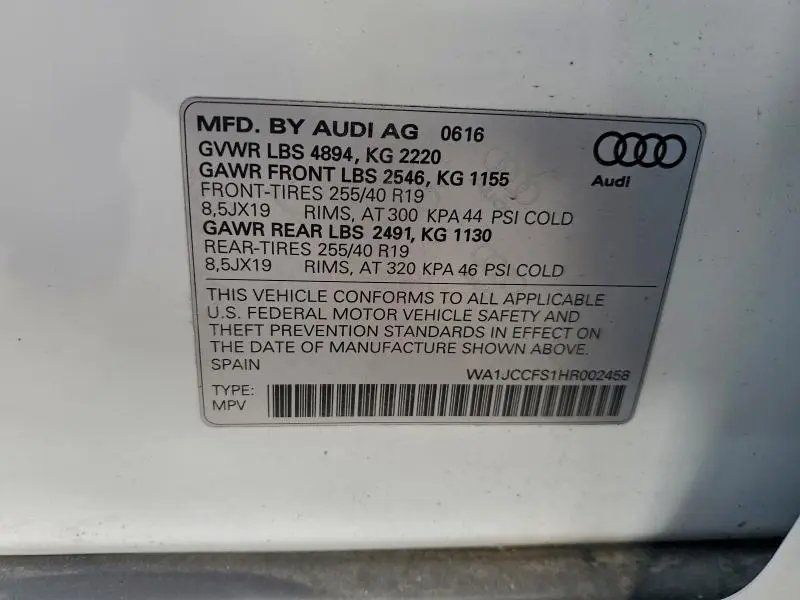 MFD. BY AUDI AG 0616
GVWR LBS 4894, KG 2220
GAWR FRONT LBS 2546, KG 1155
FRONT-TIRES 255/40 R19
8,5JX19 RIMS, AT 300 KPA 44 PSI COLD
GAWR REAR LBS 2491, KG 1130
REAR-TIRES 255/40 R19
8,5JX19 RIMS, AT 320 KPA 46 PSI COLD
Audi
THIS VEHICLE CONFORMS TO ALL APPLICABLE
U.S. FEDERAL MOTOR VEHICLE SAFETY AND
THEFT PREVENTION STANDARDS IN EFFECT ON
THE DATE OF MANUFACTURE SHOWN ABOVE.
SPAIN
WA1JCCFS1HR002458
TYPE:
MPV